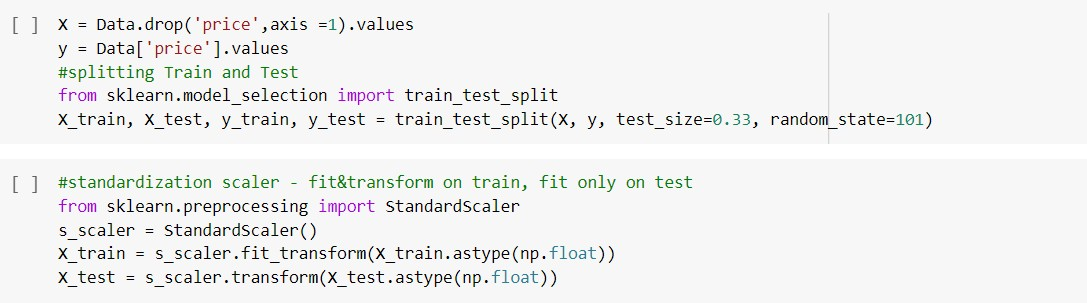 [ ] X = Data.drop('price',axis =1).values
y = Data['price'].values
#splitting Train and Test
from sklearn.model_selection import train_test_split
X_train, X_test, y_train, y_test = train_test_split(X, y, test_size=0.33, random_state=101)
[ ] #standardization scaler - fit&transform on train, fit only on test
from sklearn.preprocessing import StandardScaler
s_scaler = StandardScaler()
X_train = s_scaler.fit_transform(X_train.astype(np.float))
X_test = s_scaler.transform(X_test.astype(np.float))